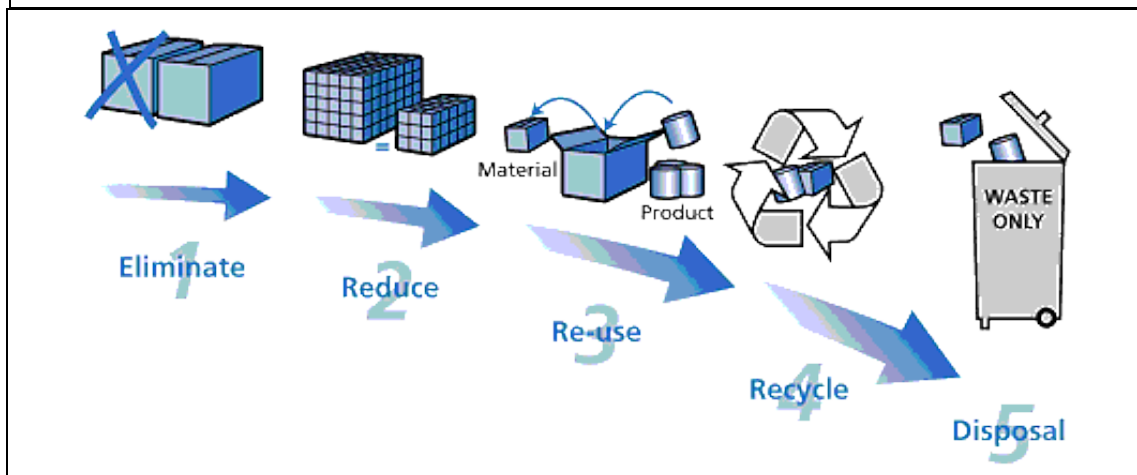 1
Eliminate
=
2
Reduce
Material
Product
3
Re-use
4
Recycle
WASTE
ONLY
5
Disposal